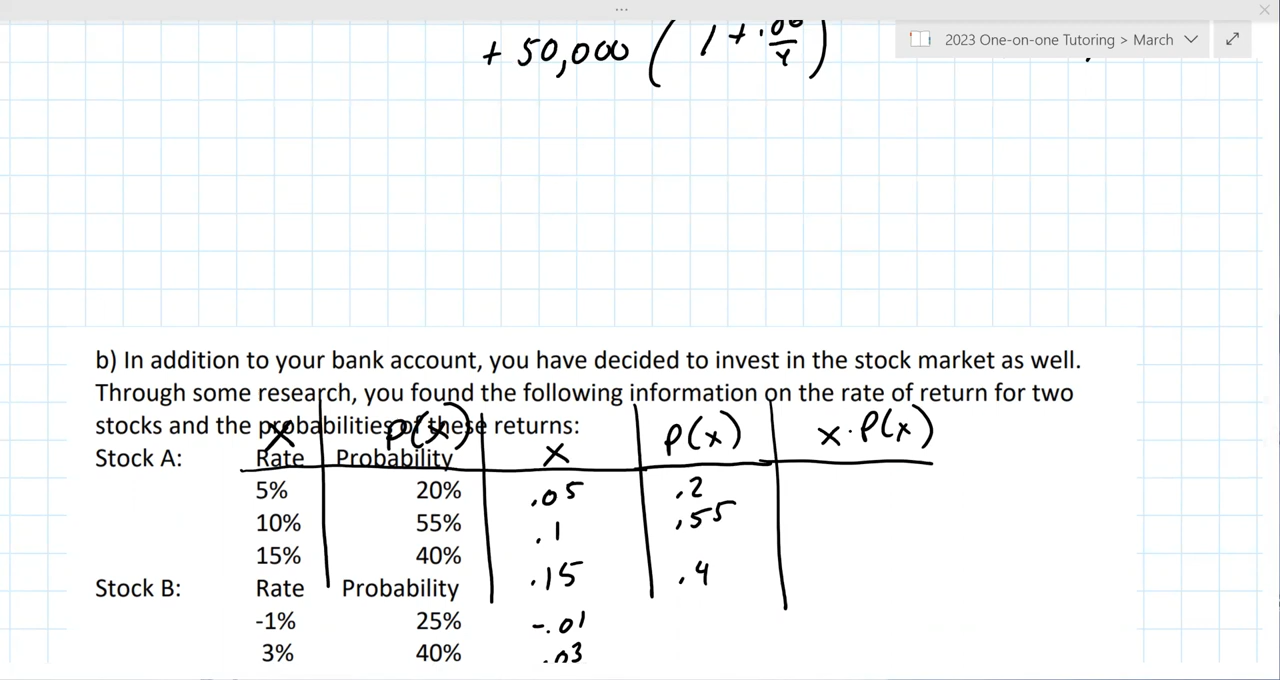 + 50,000 ( 1 + .06/4 )
2023 One-on-one Tutoring > March
b) In addition to your bank account, you have decided to invest in the stock market as well.
Through some research, you found the following information on the rate of return for two
stocks and the probabilities of these returns:
x P(x) x P(x) x·P(x)
Stock A: Rate Probability
5% 20% .05 .2
10% 55% .1 .55
15% 40% .15 .4
Stock B: Rate Probability
-1% 25% -.01
3% 40% .03